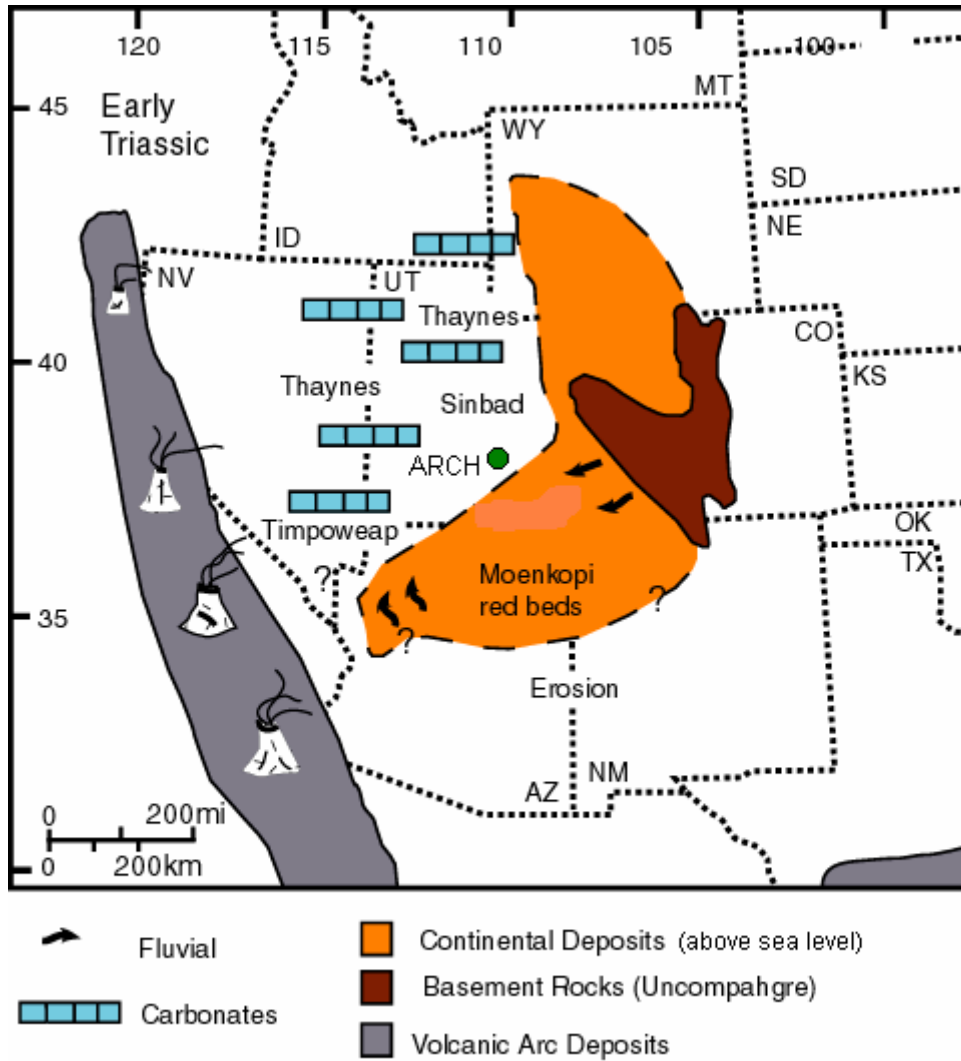 120
115
110
105
100
45
Early
Triassic
MT
WY
SD
NE
ID
NV
UT
Thaynes
CO
40
KS
Thaynes
Sinbad
ARCH
Timpoweap
OK
TX
?
Moenkopi
red beds
?
35
?
Erosion
AZ
NM
0
200mi
0
200km
Fluvial
Continental Deposits (above sea level)
Basement Rocks (Uncompahgre)
Carbonates
Volcanic Arc Deposits